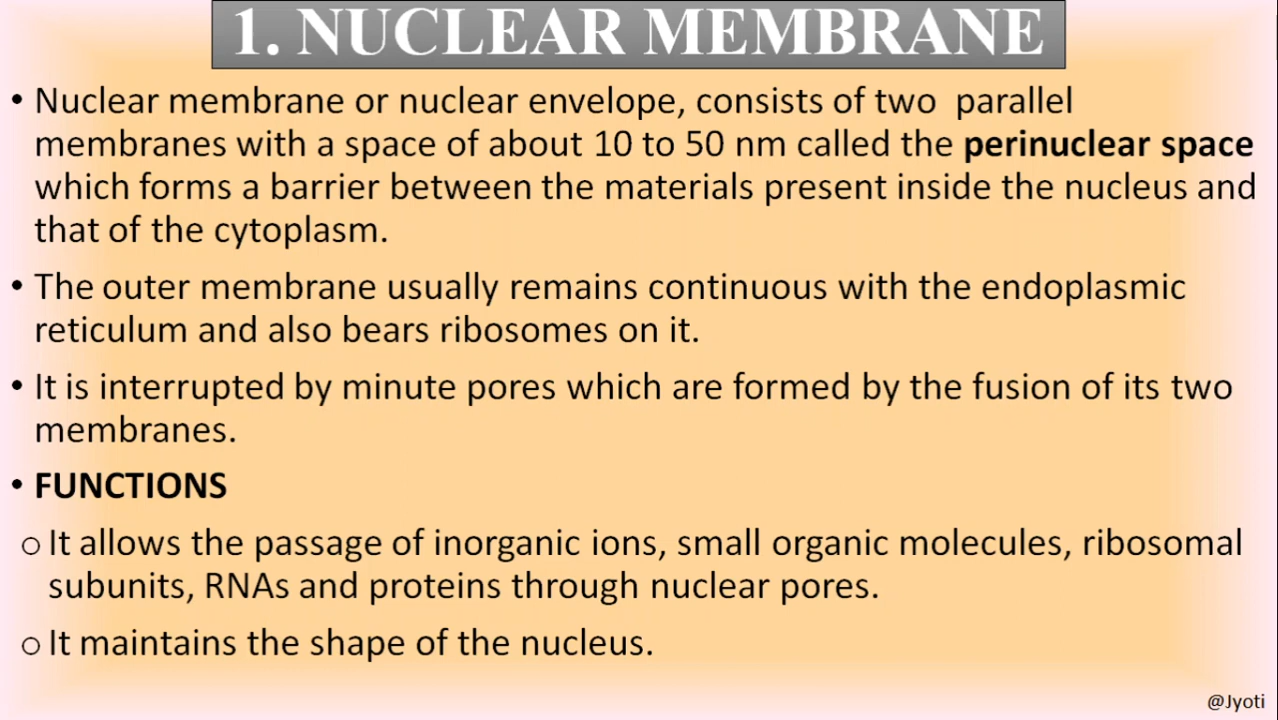 1. NUCLEAR MEMBRANE
• Nuclear membrane or nuclear envelope, consists of two parallel
membranes with a space of about 10 to 50 nm called the perinuclear space
which forms a barrier between the materials present inside the nucleus and
that of the cytoplasm.
• The outer membrane usually remains continuous with the endoplasmic
reticulum and also bears ribosomes on it.
• It is interrupted by minute pores which are formed by the fusion of its two
membranes.
• FUNCTIONS
o It allows the passage of inorganic ions, small organic molecules, ribosomal
subunits, RNAs and proteins through nuclear pores.
o It maintains the shape of the nucleus.
@Jyoti